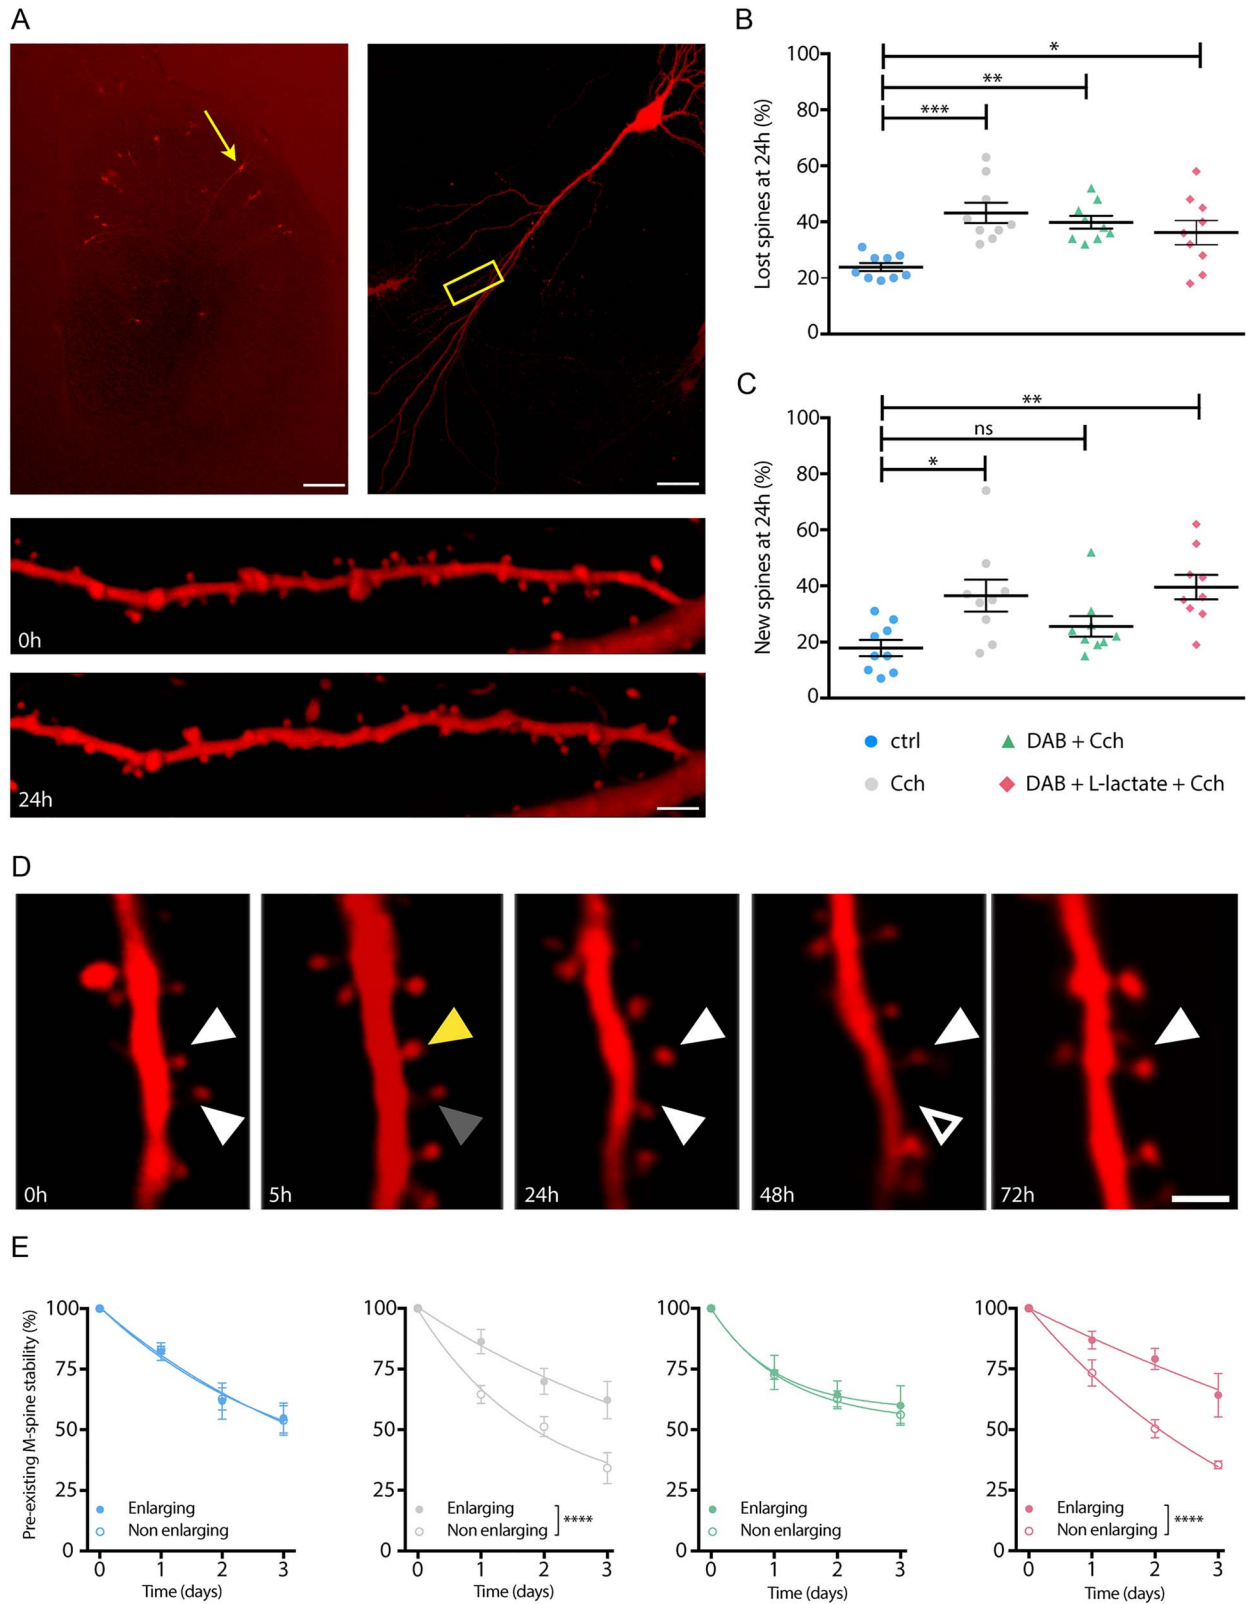 A
0h
24h
B
Lost spines at 24h (%)
100
80
60
40
20
0
*
**
***
C
New spines at 24h (%)
100
80
60
40
20
0
**
ns
*
ctrl
DAB + Cch
Cch
DAB + L-lactate + Cch
D
0h
5h
24h
48h
72h
E
Pre-existing M-spine stability (%)
100
75
50
25
0
Enlarging
Non enlarging
0 1 2 3
Time (days)
100
75
50
25
0
Enlarging
Non enlarging
****
0 1 2 3
Time (days)
100
75
50
25
0
Enlarging
Non enlarging
0 1 2 3
Time (days)
100
75
50
25
0
Enlarging
Non enlarging
****
0 1 2 3
Time (days)